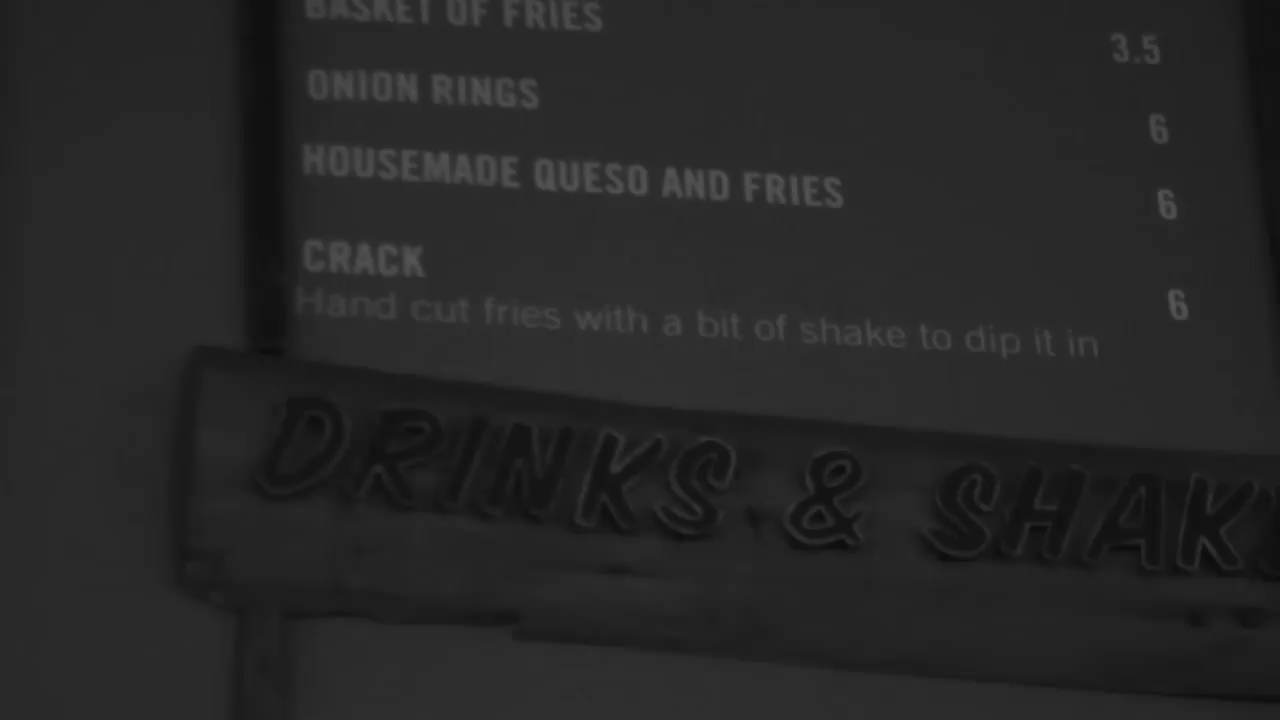 BASKET OF FRIES 3.5
ONION RINGS 6
HOUSEMADE QUESO AND FRIES 6
CRACK 6
Hand cut fries with a bit of shake to dip it in
DRINKS & SHAK